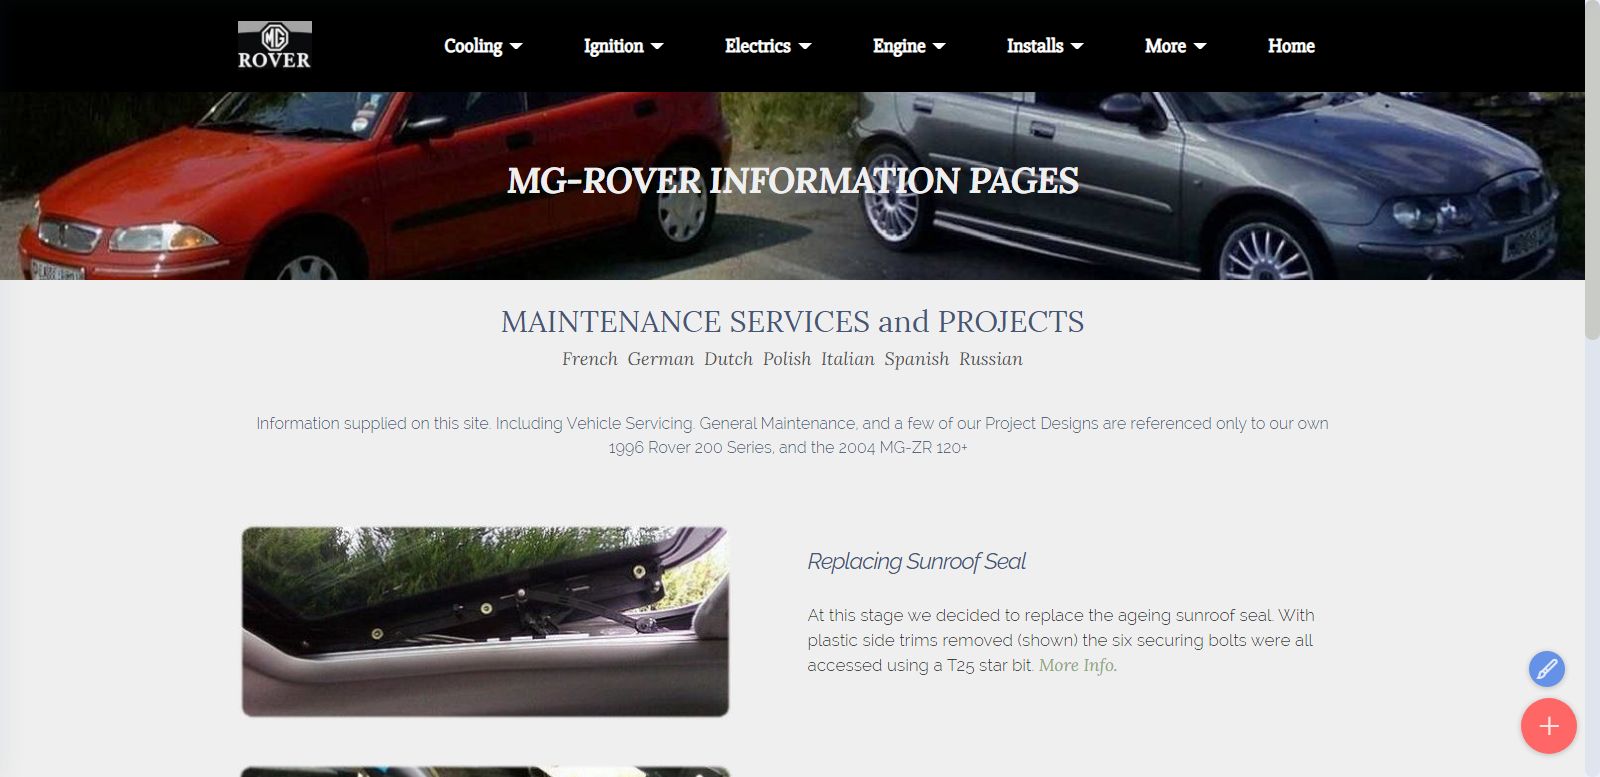 MG
ROVER
Cooling Ignition Electrics Engine Installs More Home
MG-ROVER INFORMATION PAGES
MAINTENANCE SERVICES and PROJECTS
French German Dutch Polish Italian Spanish Russian
Information supplied on this site. Including Vehicle Servicing. General Maintenance, and a few of our Project Designs are referenced only to our own
1996 Rover 200 Series, and the 2004 MG-ZR 120+
Replacing Sunroof Seal
At this stage we decided to replace the ageing sunroof seal. With
plastic side trims removed (shown) the six securing bolts were all
accessed using a T25 star bit. More Info.